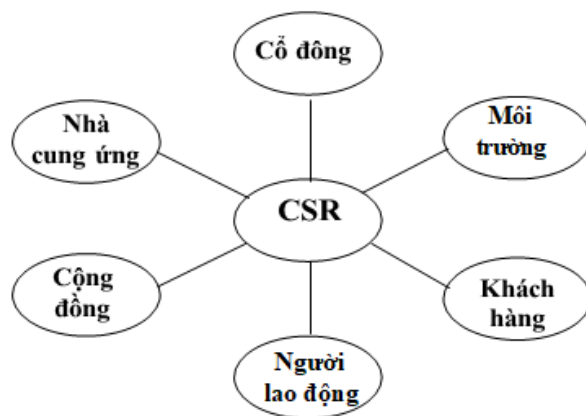 Cổ đông
Nhà
cung ứng
Môi
trường
CSR
Cộng
đồng
Khách
hàng
Người
lao động